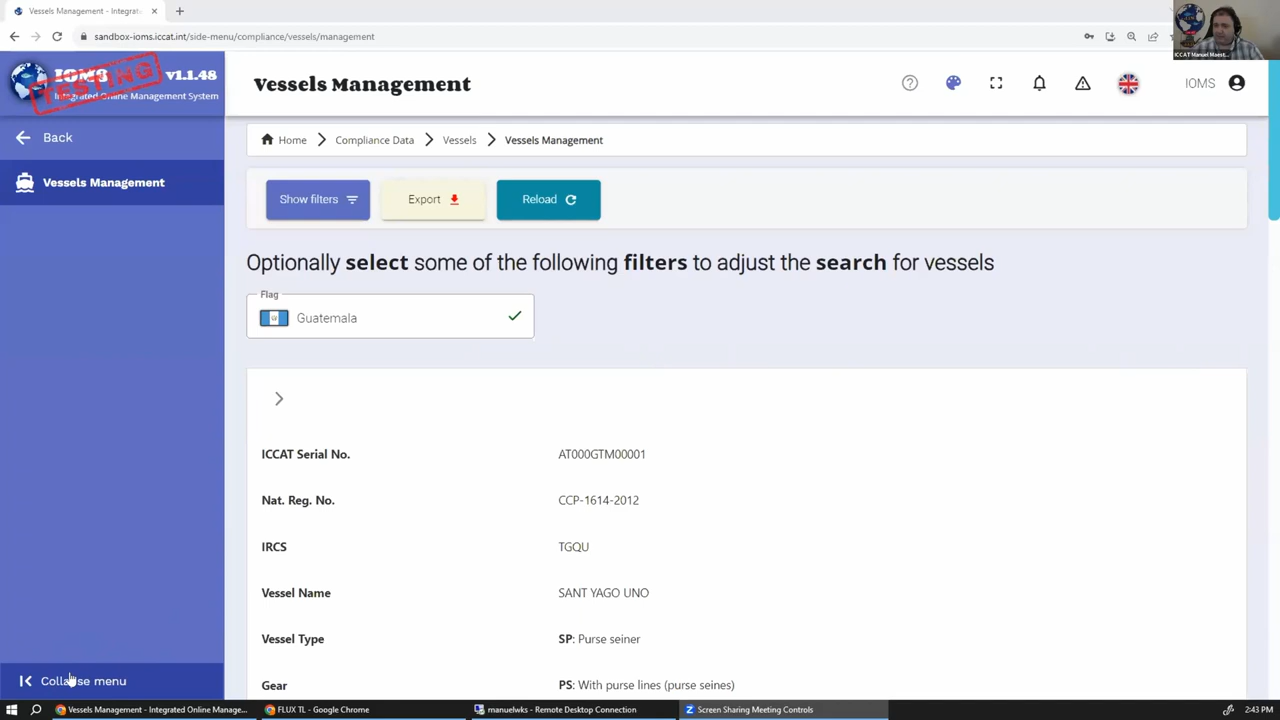 Vessels Management - Integrat
sandbox-ioms.iccat.int/side-menu/compliance/vessels/management
ICCAT Manuel Maest...
IOMS v1.1.48
TESTING
Integrated Online Management System
Vessels Management
IOMS
Back
Home Compliance Data Vessels Vessels Management
Vessels Management
Show filters Export Reload
Optionally select some of the following filters to adjust the search for vessels
Flag
Guatemala
ICCAT Serial No. AT000GTM00001
Nat. Reg. No. CCP-1614-2012
IRCS TGQU
Vessel Name SANT YAGO UNO
Vessel Type SP: Purse seiner
Gear PS: With purse lines (purse seines)
Collapse menu
Vessels Management - Integrated Online Manage... FLUX TL - Google Chrome manuelwks - Remote Desktop Connection Screen Sharing Meeting Controls 2:43 PM